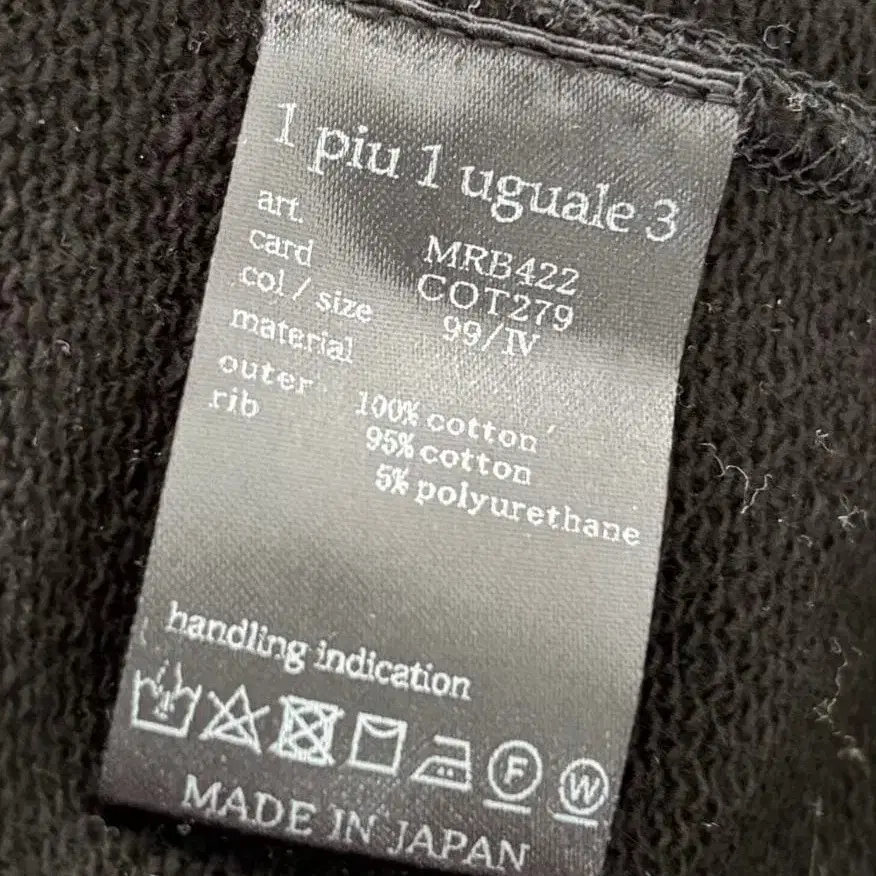 1 piu 1 uguale 3
art. MRB422
card COT279
col / size 99/IV
material
outer 100% cotton
rib 95% cotton
5% polyurethane
handling indication
F W
MADE IN JAPAN